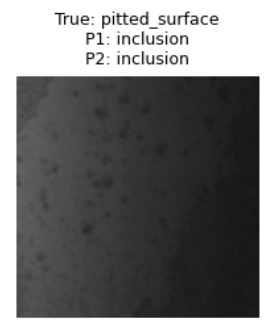 True: pitted_surface
P1: inclusion
P2: inclusion